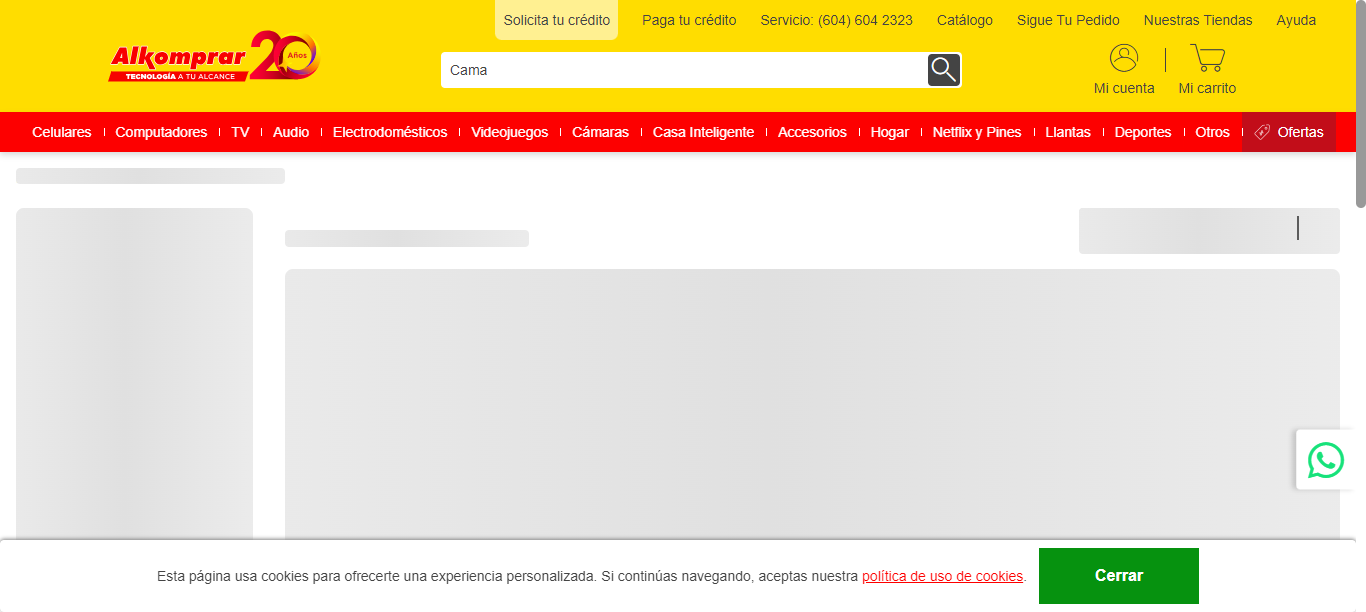 Solicita tu crédito Paga tu crédito Servicio: (604) 604 2323 Catálogo Sigue Tu Pedido Nuestras Tiendas Ayuda
Alkomprar 20 Años
TECNOLOGÍA A TU ALCANCE
Cama
Mi cuenta Mi carrito
Celulares Computadores TV Audio Electrodomésticos Videojuegos Cámaras Casa Inteligente Accesorios Hogar Netflix y Pines Llantas Deportes Otros Ofertas
Esta página usa cookies para ofrecerte una experiencia personalizada. Si continúas navegando, aceptas nuestra política de uso de cookies. Cerrar